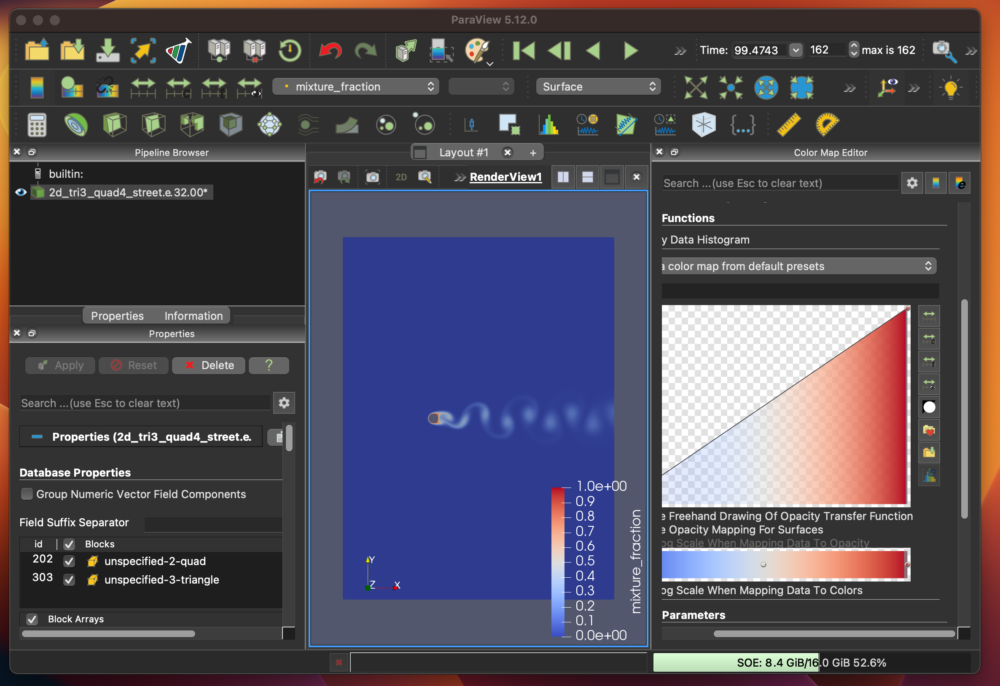 ParaView 5.12.0
Time: 99.4743 162 max is 162
mixture_fraction Surface
Pipeline Browser
builtin:
2d_tri3_quad4_street.e.32.00*
Properties Information
Properties
Apply Reset Delete ?
Search ...(use Esc to clear text)
Properties (2d_tri3_quad4_street.e.
Database Properties
Group Numeric Vector Field Components
Field Suffix Separator
id Blocks
202 unspecified-2-quad
303 unspecified-3-triangle
Block Arrays
Layout #1 +
2D RenderView1
1.0e+00
0.9
0.8
0.7
0.6
0.5
0.4
0.3
0.2
0.1
0.0e+00
mixture_fraction
Y
Z X
Color Map Editor
Search ...(use Esc to clear text)
Functions
y Data Histogram
a color map from default presets
e Freehand Drawing Of Opacity Transfer Function
e Opacity Mapping For Surfaces
og Scale When Mapping Data To Opacity
og Scale When Mapping Data To Colors
Parameters
SOE: 8.4 GiB/16.0 GiB 52.6%